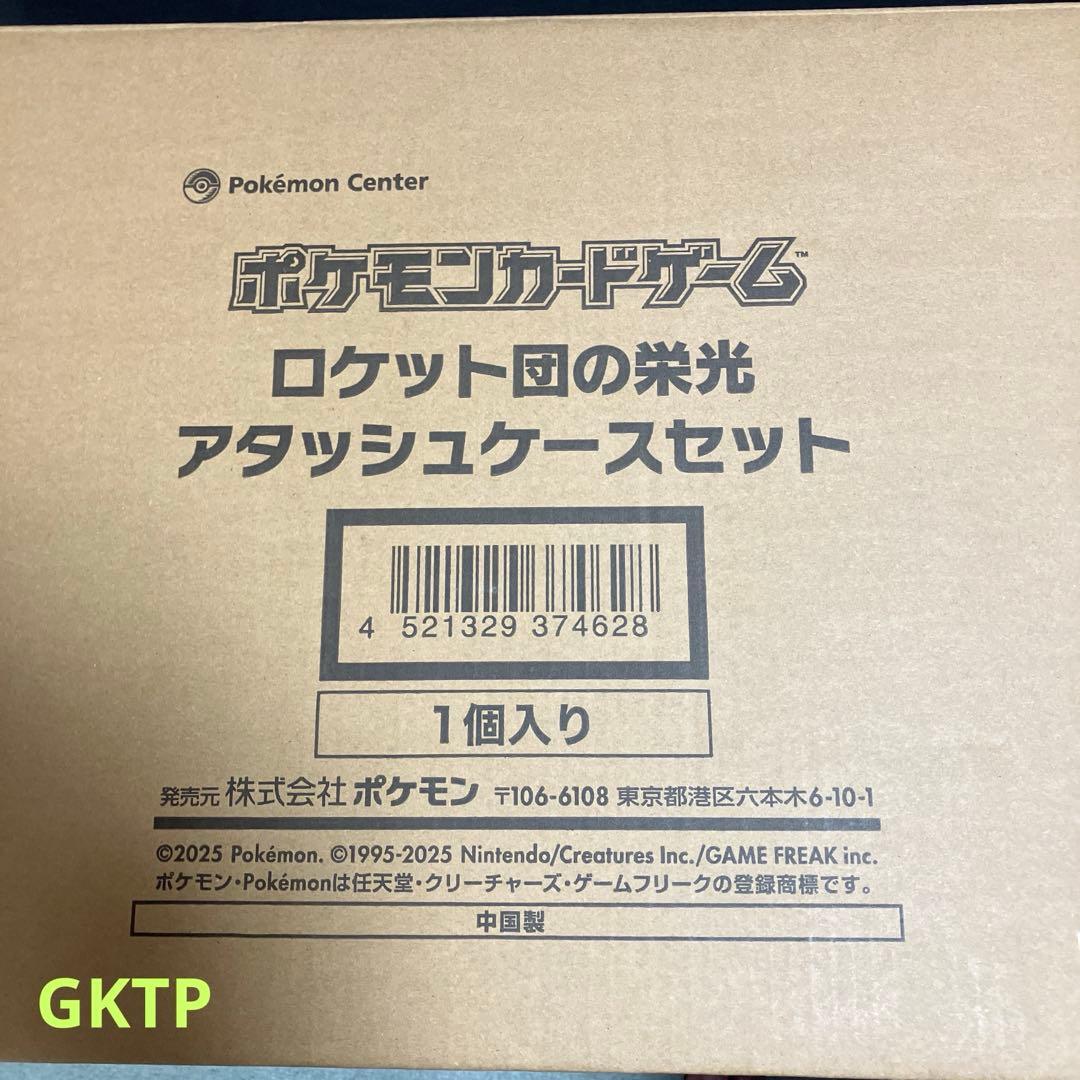 Pokémon Center
ポケモンカードゲーム™
ロケット団の栄光
アタッシュケースセット
4 521329 374628
1個入り
発売元 株式会社 ポケモン 〒106-6108 東京都港区六本木6-10-1
©2025 Pokémon. ©1995-2025 Nintendo/Creatures Inc./GAME FREAK inc.
ポケモン・Pokémonは任天堂・クリーチャーズ・ゲームフリークの登録商標です。
中国製
GKTP